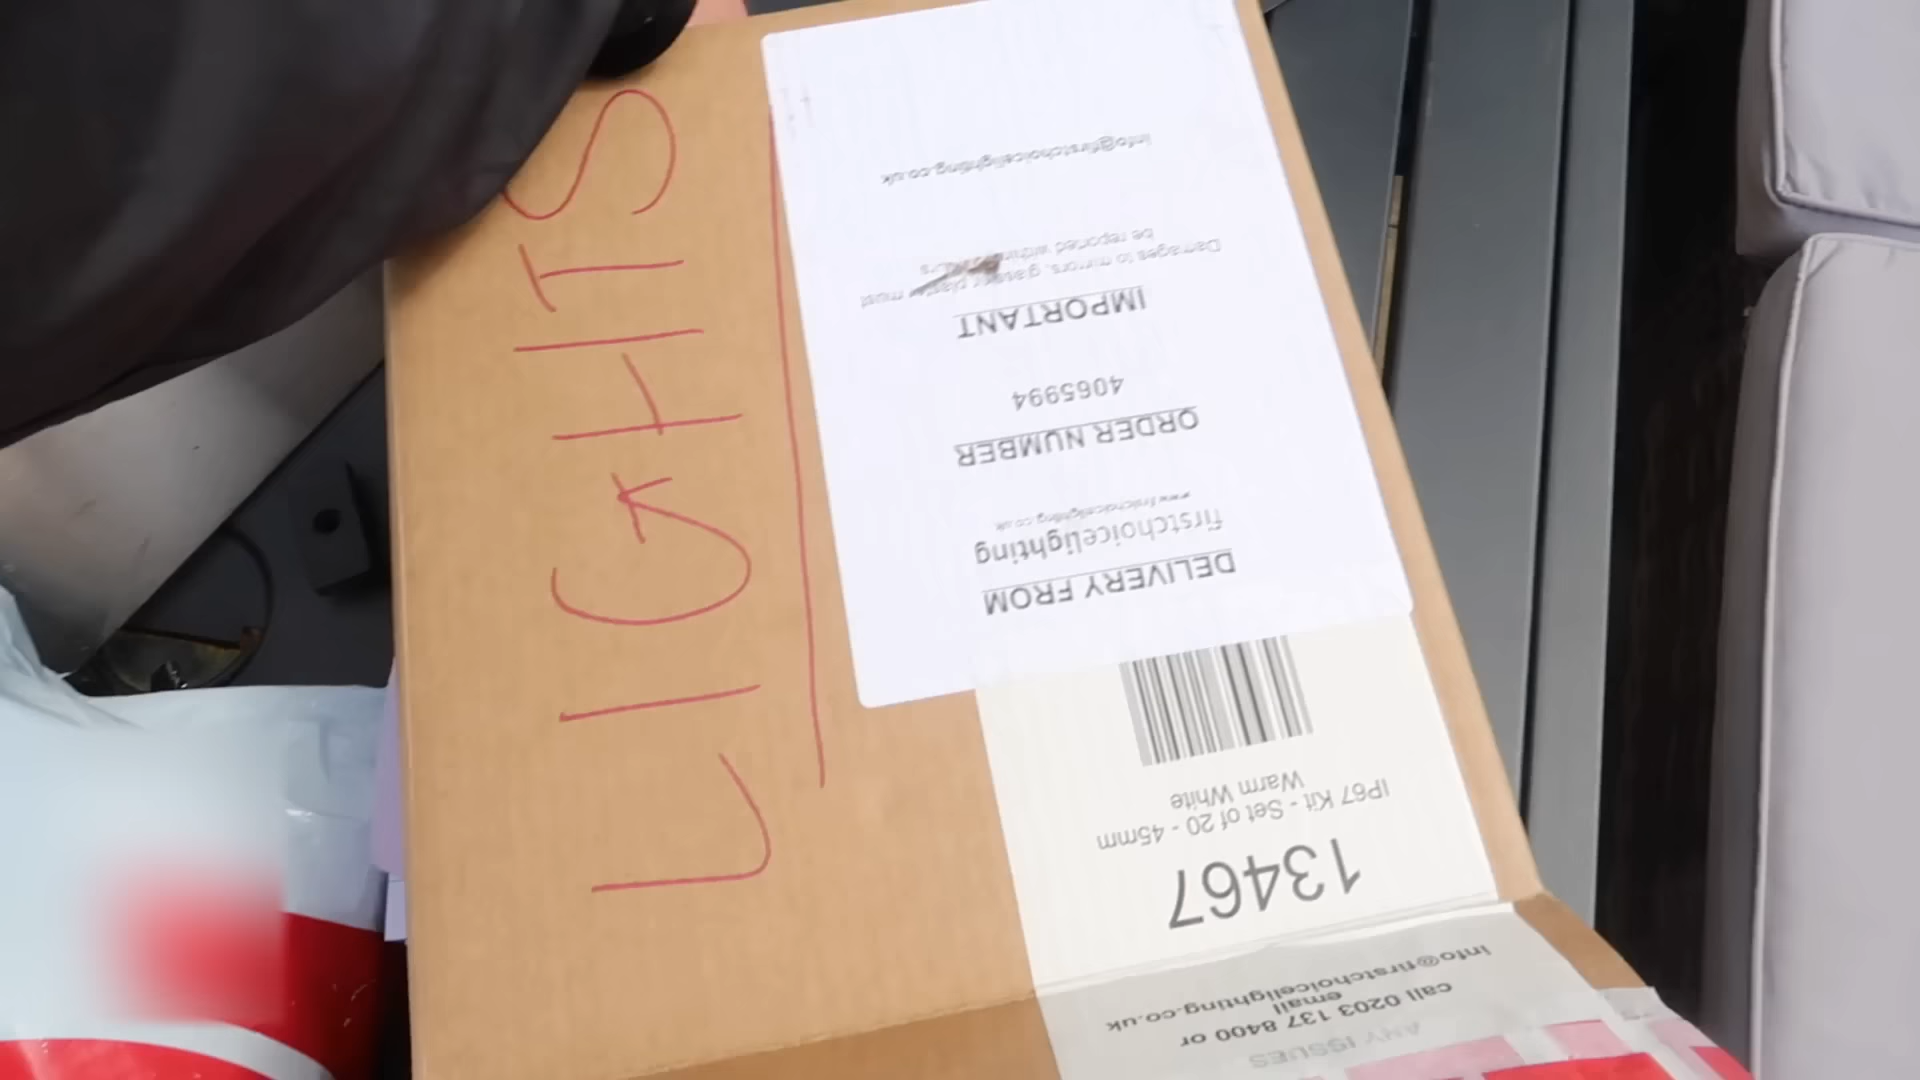 LIGHTS
DELIVERY FROM
firstchoicelighting
www.firstchoicelighting.co.uk
ORDER NUMBER
4065994
IMPORTANT
Damages to mirrors, glass or plaster must
be reported within
info@firstchoicelighting.co.uk
13467
IP67 Kit - Set of 20 - 45mm -
Warm White
ANY ISSUES
call 0203 137 8400 or
email
info@firstchoicelighting.co.uk